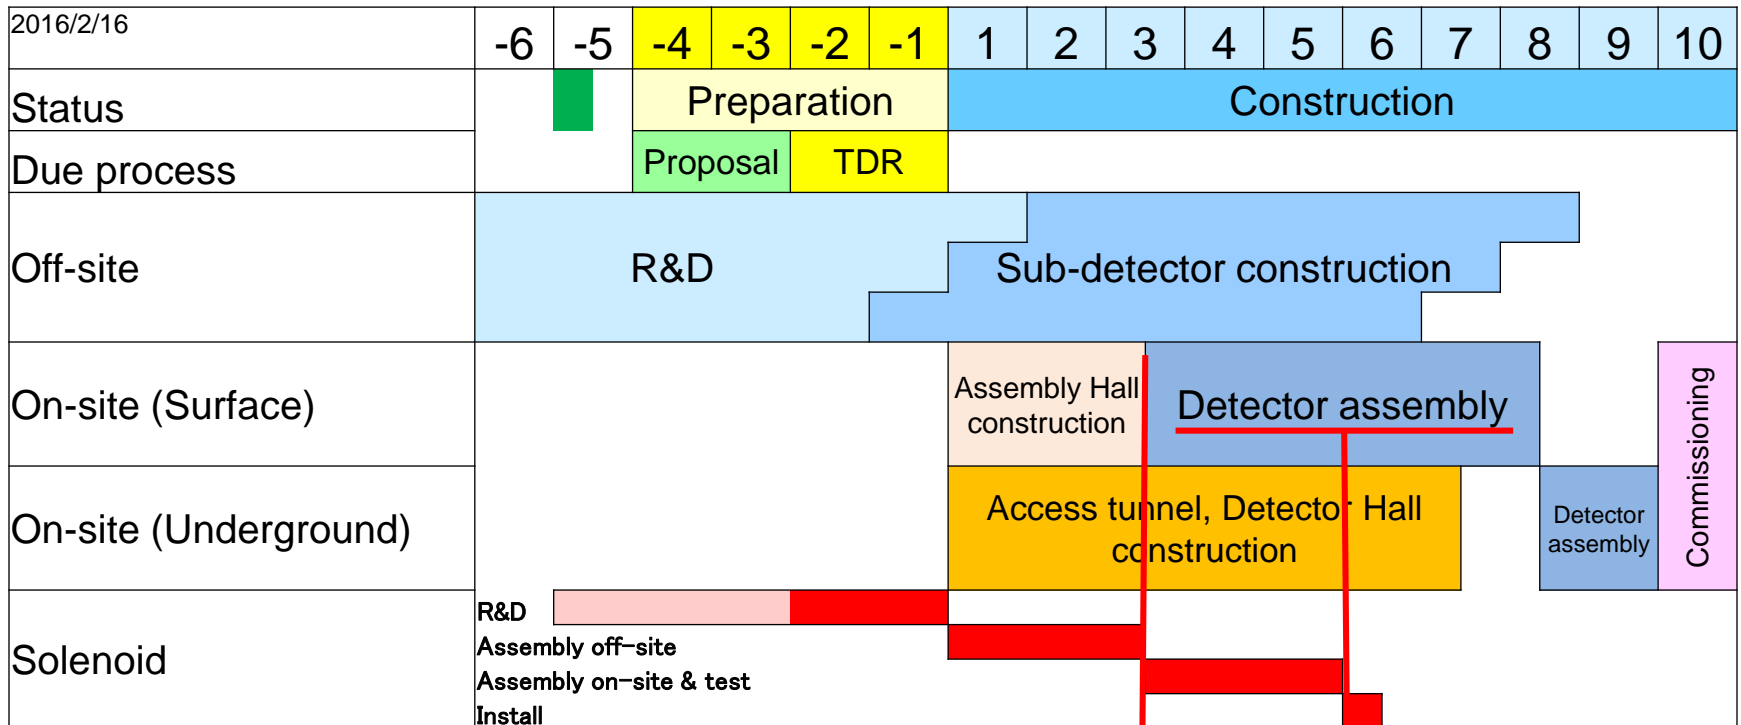 2016/2/16
-6 -5 -4 -3 -2 -1 1 2 3 4 5 6 7 8 9 10
Status
Preparation
Construction
Due process
Proposal
TDR
Off-site
R&D
Sub-detector construction
On-site (Surface)
Assembly Hall
construction
Detector assembly
Commissioning
On-site (Underground)
Access tunnel, Detector Hall
construction
Detector
assembly
Solenoid
R&D
Assembly off-site
Assembly on-site & test
Install